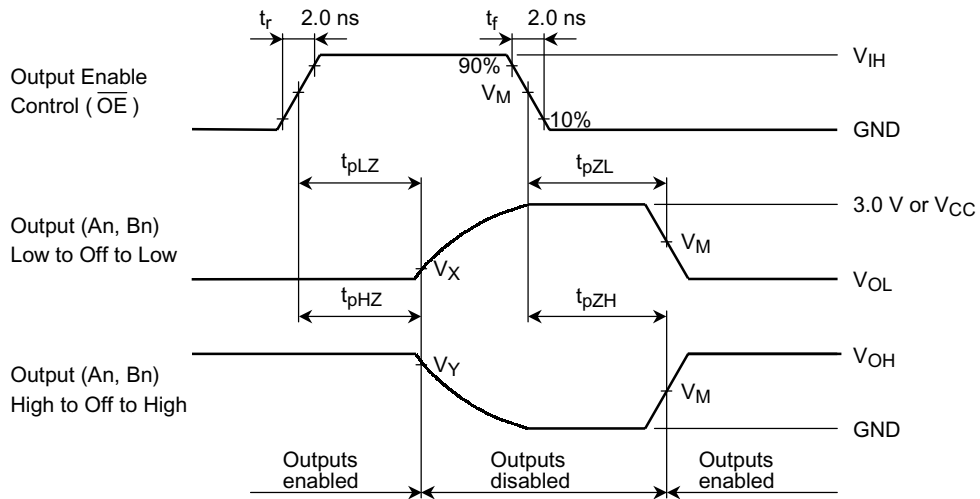 tr 2.0 ns tf 2.0 ns
Output Enable
Control ( OE )
90%
VM
10%
VIH
GND
tpLZ tpZL
Output (An, Bn)
Low to Off to Low
VX
VM
3.0 V or VCC
VOL
tpHZ tpZH
Output (An, Bn)
High to Off to High
VY
VM
VOH
GND
Outputs
enabled
Outputs
disabled
Outputs
enabled